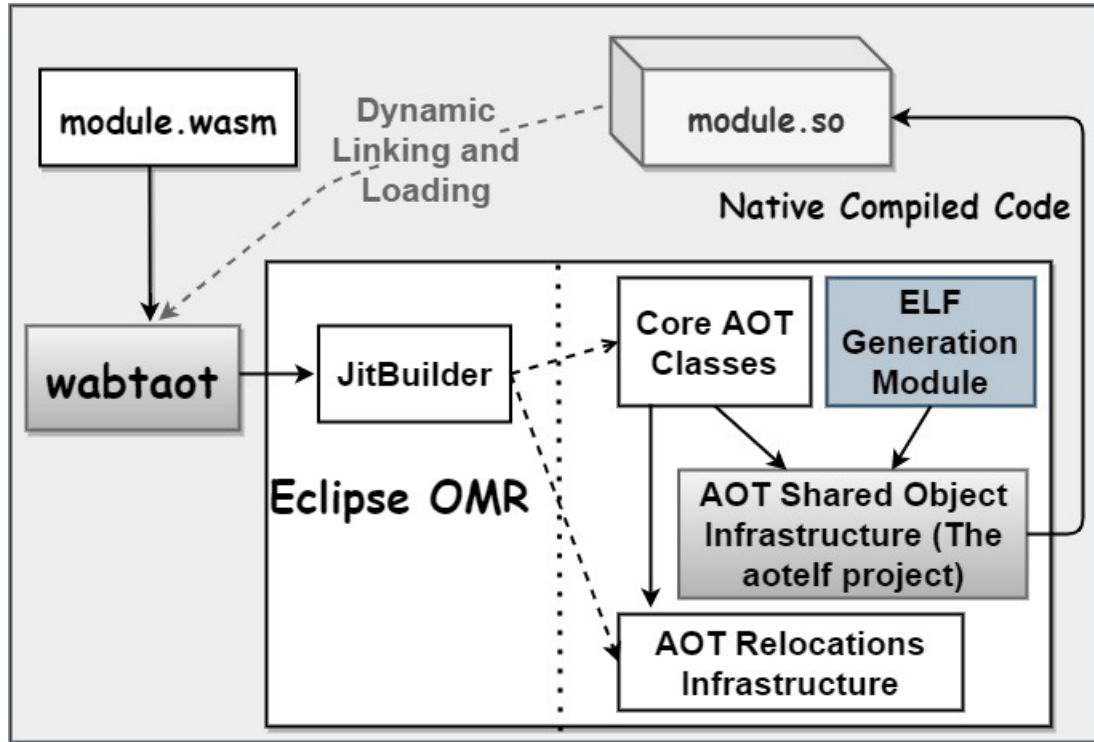 module.wasm
Dynamic
Linking and
Loading
module.so
Native Compiled Code
wabtaot
JitBuilder
Core AOT
Classes
ELF
Generation
Module
Eclipse OMR
AOT Shared Object
Infrastructure (The
aotelf project)
AOT Relocations
Infrastructure